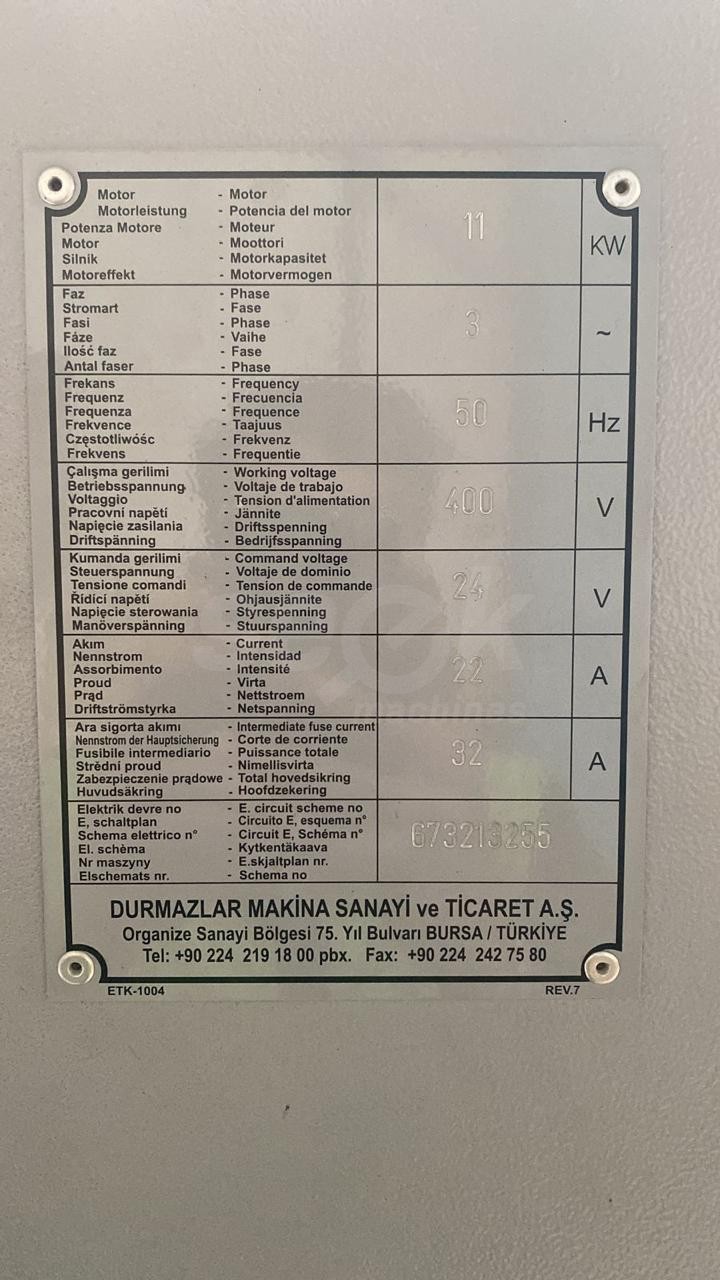 Motor - Motor
Motorleistung - Potencia del motor
Potenza Motore - Moteur
Motor - Moottori
Silnik - Motorkapasitet
Motoreffekt - Motorvermogen
11 KW
Faz - Phase
Stromart - Fase
Fasi - Phase
Fáze - Vaihe
Ilość faz - Fase
Antal faser - Phase
3 ~
Frekans - Frequency
Frequenz - Frecuencia
Frequenza - Frequence
Frekvence - Taajuus
Częstotliwóśc - Frekvenz
Frekvens - Frequentie
50 Hz
Çalışma gerilimi - Working voltage
Betriebsspannung - Voltaje de trabajo
Voltaggio - Tension d'alimentation
Pracovní napětí - Jännite
Napięcie zasilania - Driftsspenning
Driftspänning - Bedrijfsspanning
400 V
Kumanda gerilimi - Command voltage
Steuerspannung - Voltaje de dominio
Tensione comandi - Tension de commande
Řídící napětí - Ohjausjännite
Napięcie sterowania - Styrespenning
Manöverspänning - Stuurspanning
24 V
Akım - Current
Nennstrom - Intensidad
Assorbimento - Intensité
Proud - Virta
Prąd - Nettstroem
Driftströmstyrka - Netspanning
22 A
Ara sigorta akımı - Intermediate fuse current
Nennstrom der Hauptsicherung - Corte de corriente
Fusibile intermediario - Puissance totale
Střední proud - Nimellisvirta
Zabezpieczenie prądowe - Total hovedsikring
Huvudsäkring - Hoofdzekering
32 A
Elektrik devre no - E. circuit scheme no
E, schaltplan - Circuito E, esquema n°
Schema elettrico n° - Circuit E, Schéma n°
El. schèma - Kytkentäkaava
Nr maszyny - E.skjaltplan nr.
Elschemats nr. - Schema no
673213255
DURMAZLAR MAKİNA SANAYİ ve TİCARET A.Ş.
Organize Sanayi Bölgesi 75. Yıl Bulvarı BURSA / TÜRKİYE
Tel: +90 224 219 18 00 pbx. Fax: +90 224 242 75 80
ETK-1004 REV.7